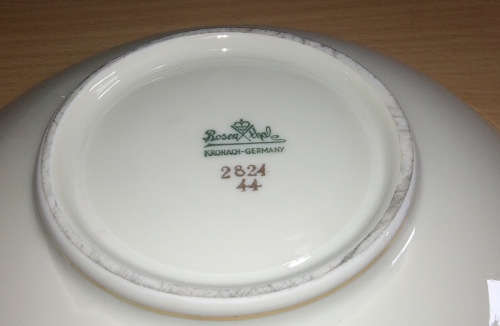 Rosenthal
KRONACH-GERMANY
2824
44